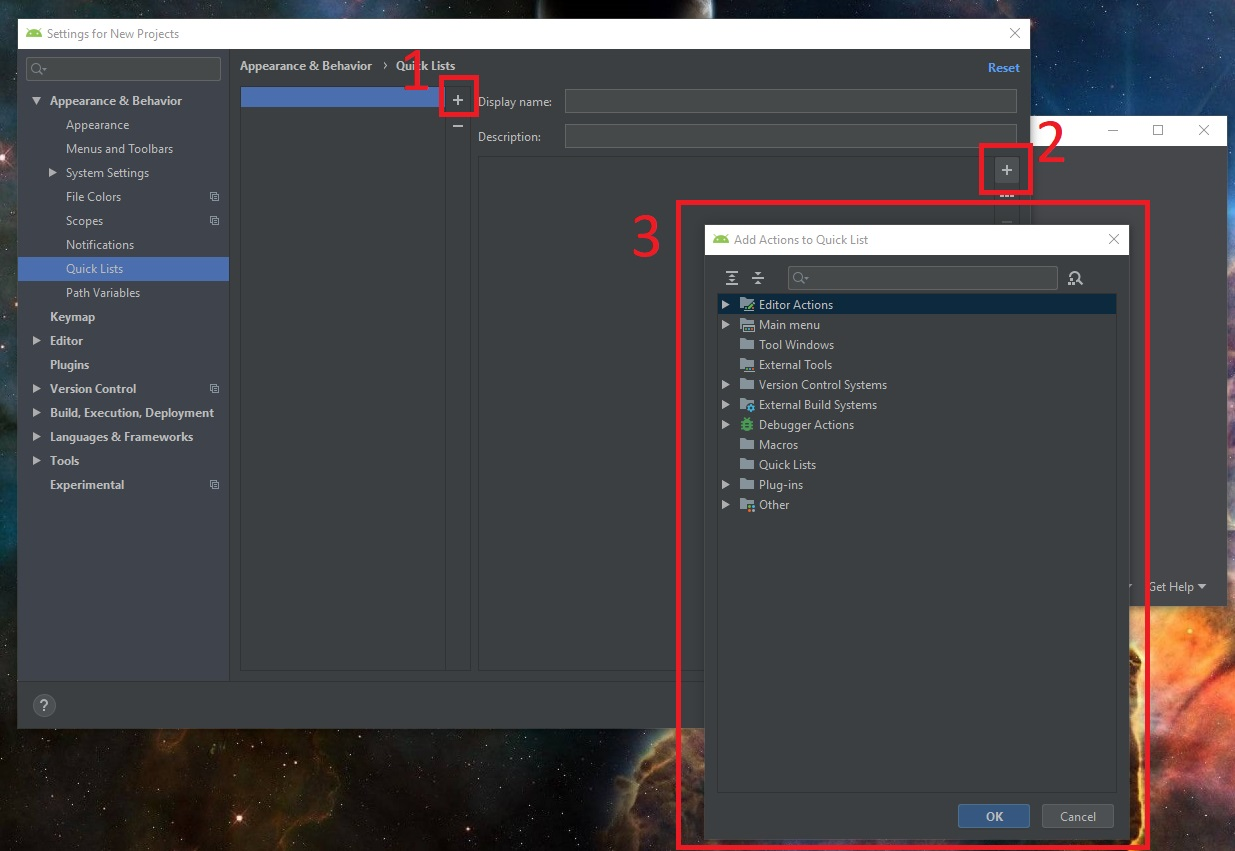 Settings for New Projects
Appearance & Behavior › Quick Lists
Reset
1
Appearance & Behavior
Appearance
Menus and Toolbars
System Settings
File Colors
Scopes
Notifications
Quick Lists
Path Variables
Keymap
Editor
Plugins
Version Control
Build, Execution, Deployment
Languages & Frameworks
Tools
Experimental
?
Display name:
Description:
2
3
Add Actions to Quick List
Editor Actions
Main menu
Tool Windows
External Tools
Version Control Systems
External Build Systems
Debugger Actions
Macros
Quick Lists
Plug-ins
Other
OK Cancel
Get Help